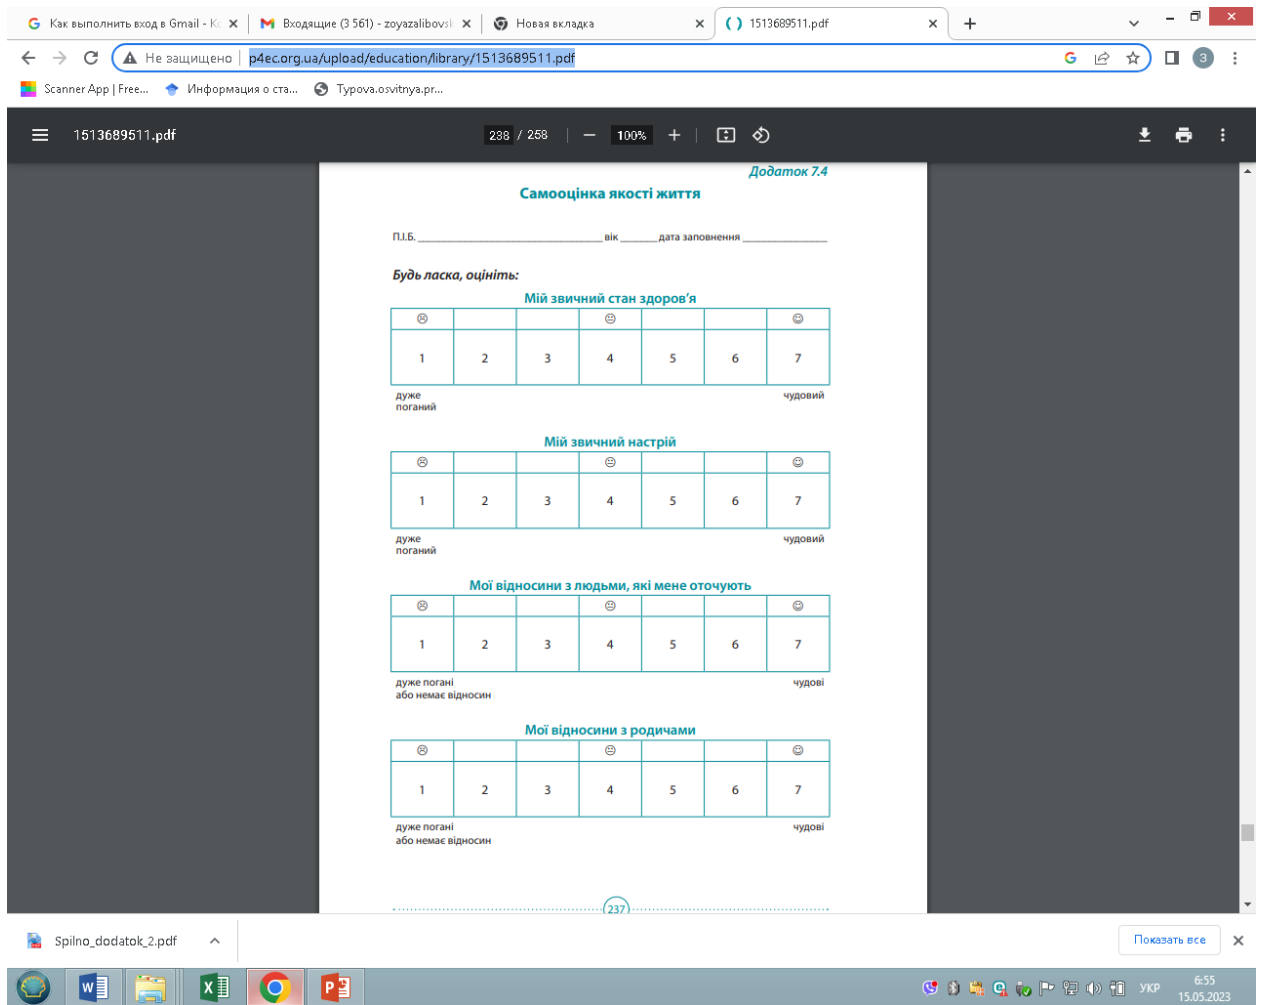 Как выполнить вход в Gmail - Ко
Входящие (3 561) - zoyazalibovsk
Новая вкладка
1513689511.pdf
Не защищено
p4ec.org.ua/upload/education/library/1513689511.pdf
З
Scanner App | Free...
Информация о ста...
Typova.osvitnya.pr...
1513689511.pdf
238 / 258
100%
Додаток 7.4
Самооцінка якості життя
П.І.Б. ____ вік ____ дата заповнення ____
Будь ласка, оцініть:
Мій звичний стан здоров’я
☹ 😐 ☺
1 2 3 4 5 6 7
дуже чудовий
поганий
Мій звичний настрій
☹ 😐 ☺
1 2 3 4 5 6 7
дуже чудовий
поганий
Мої відносини з людьми, які мене оточують
☹ 😐 ☺
1 2 3 4 5 6 7
дуже погані чудові
або немає відносин
Мої відносини з родичами
☹ 😐 ☺
1 2 3 4 5 6 7
дуже погані чудові
або немає відносин
237
Spilno_dodatok_2.pdf
Показать все
УКР
6:55
15.05.2023